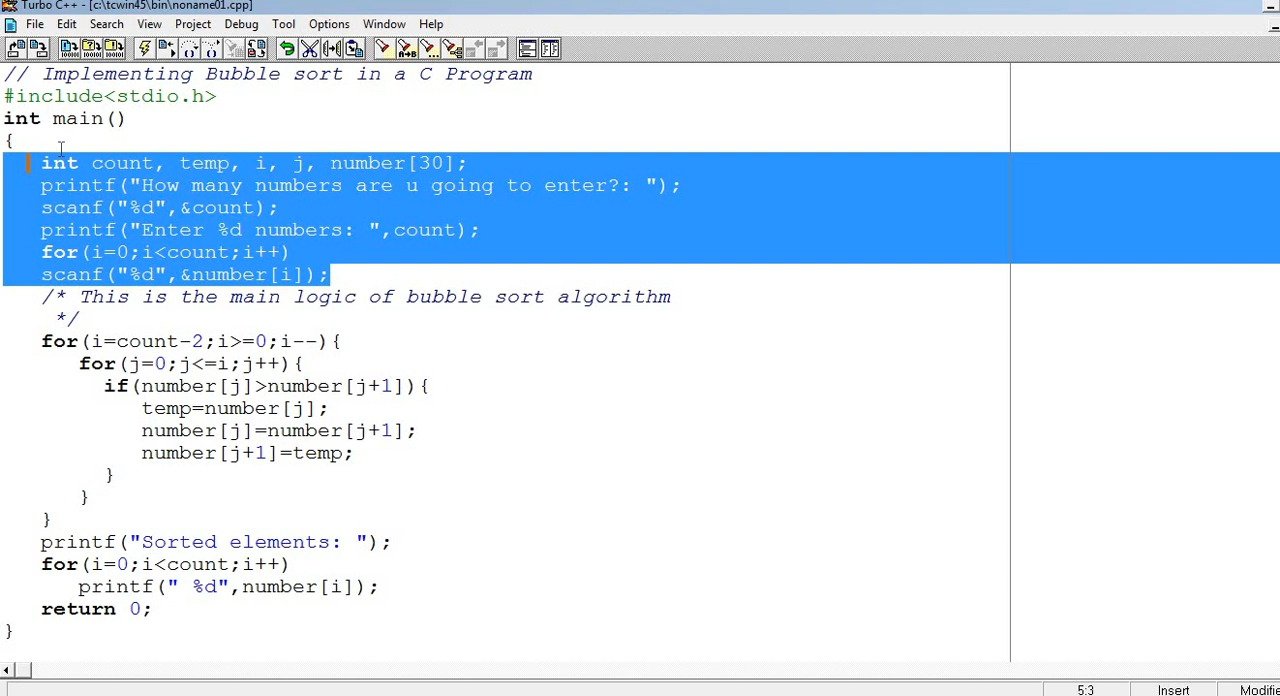 Turbo C++ - [c:\tcwin45\bin\noname01.cpp]
File Edit Search View Project Debug Tool Options Window Help
// Implementing Bubble sort in a C Program
#include<stdio.h>
int main()
{
int count, temp, i, j, number[30];
printf("How many numbers are u going to enter?: ");
scanf("%d",&count);
printf("Enter %d numbers: ",count);
for(i=0;i<count;i++)
scanf("%d",&number[i]);
/* This is the main logic of bubble sort algorithm
*/
for(i=count-2;i>=0;i--){
for(j=0;j<=i;j++){
if(number[j]>number[j+1]){
temp=number[j];
number[j]=number[j+1];
number[j+1]=temp;
}
}
}
printf("Sorted elements: ");
for(i=0;i<count;i++)
printf(" %d",number[i]);
return 0;
}
5:3 Insert Modifi